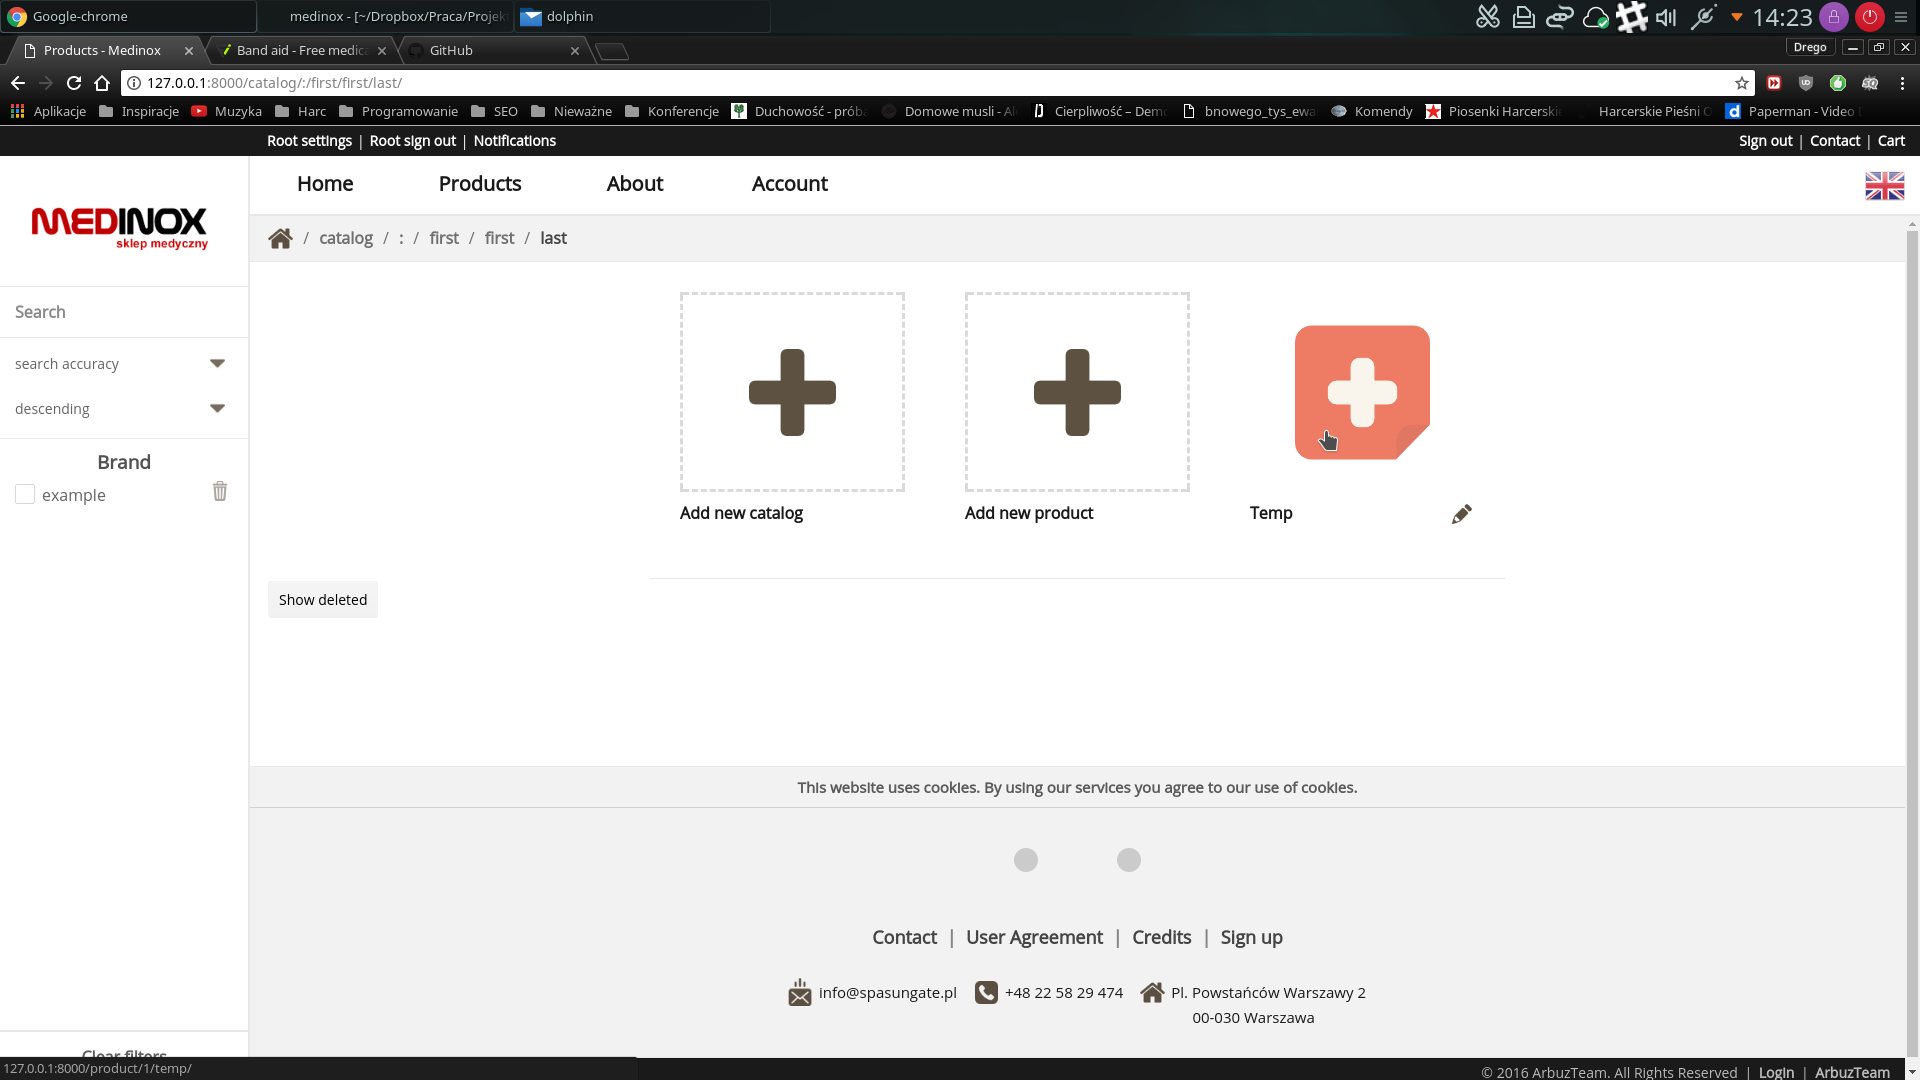 Google-chrome
medinox - [~/Dropbox/Praca/Projek
dolphin
14:23
Products - Medinox
Band aid - Free medica
GitHub
Drego
127.0.0.1:8000/catalog/:/first/first/last/
Aplikacje
Inspiracje
Muzyka
Harc
Programowanie
SEO
Nieważne
Konferencje
Duchowość - prób
Domowe musli - Al
Cierpliwość – Dem
bnowego_tys_ewa
Komendy
Piosenki Harcerski
Harcerskie Pieśni O
Paperman - Video
Root settings | Root sign out | Notifications
Sign out | Contact | Cart
Home
Products
About
Account
MEDINOX
sklep medyczny
/ catalog / : / first / first / last
Search
search accuracy
descending
Brand
example
Add new catalog
Add new product
Temp
Show deleted
This website uses cookies. By using our services you agree to our use of cookies.
Contact | User Agreement | Credits | Sign up
info@spasungate.pl
+48 22 58 29 474
Pl. Powstańców Warszawy 2
00-030 Warszawa
Clear filters
127.0.0.1:8000/product/1/temp/
© 2016 ArbuzTeam. All Rights Reserved | Login | ArbuzTeam